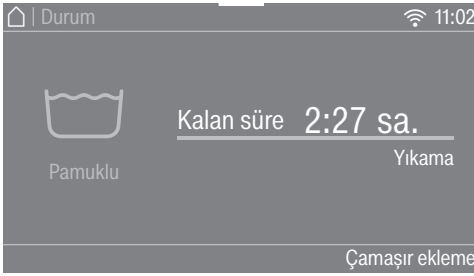 | Durum 11:02
Kalan süre 2:27 sa.
Yıkama
Pamuklu
Çamaşır ekleme